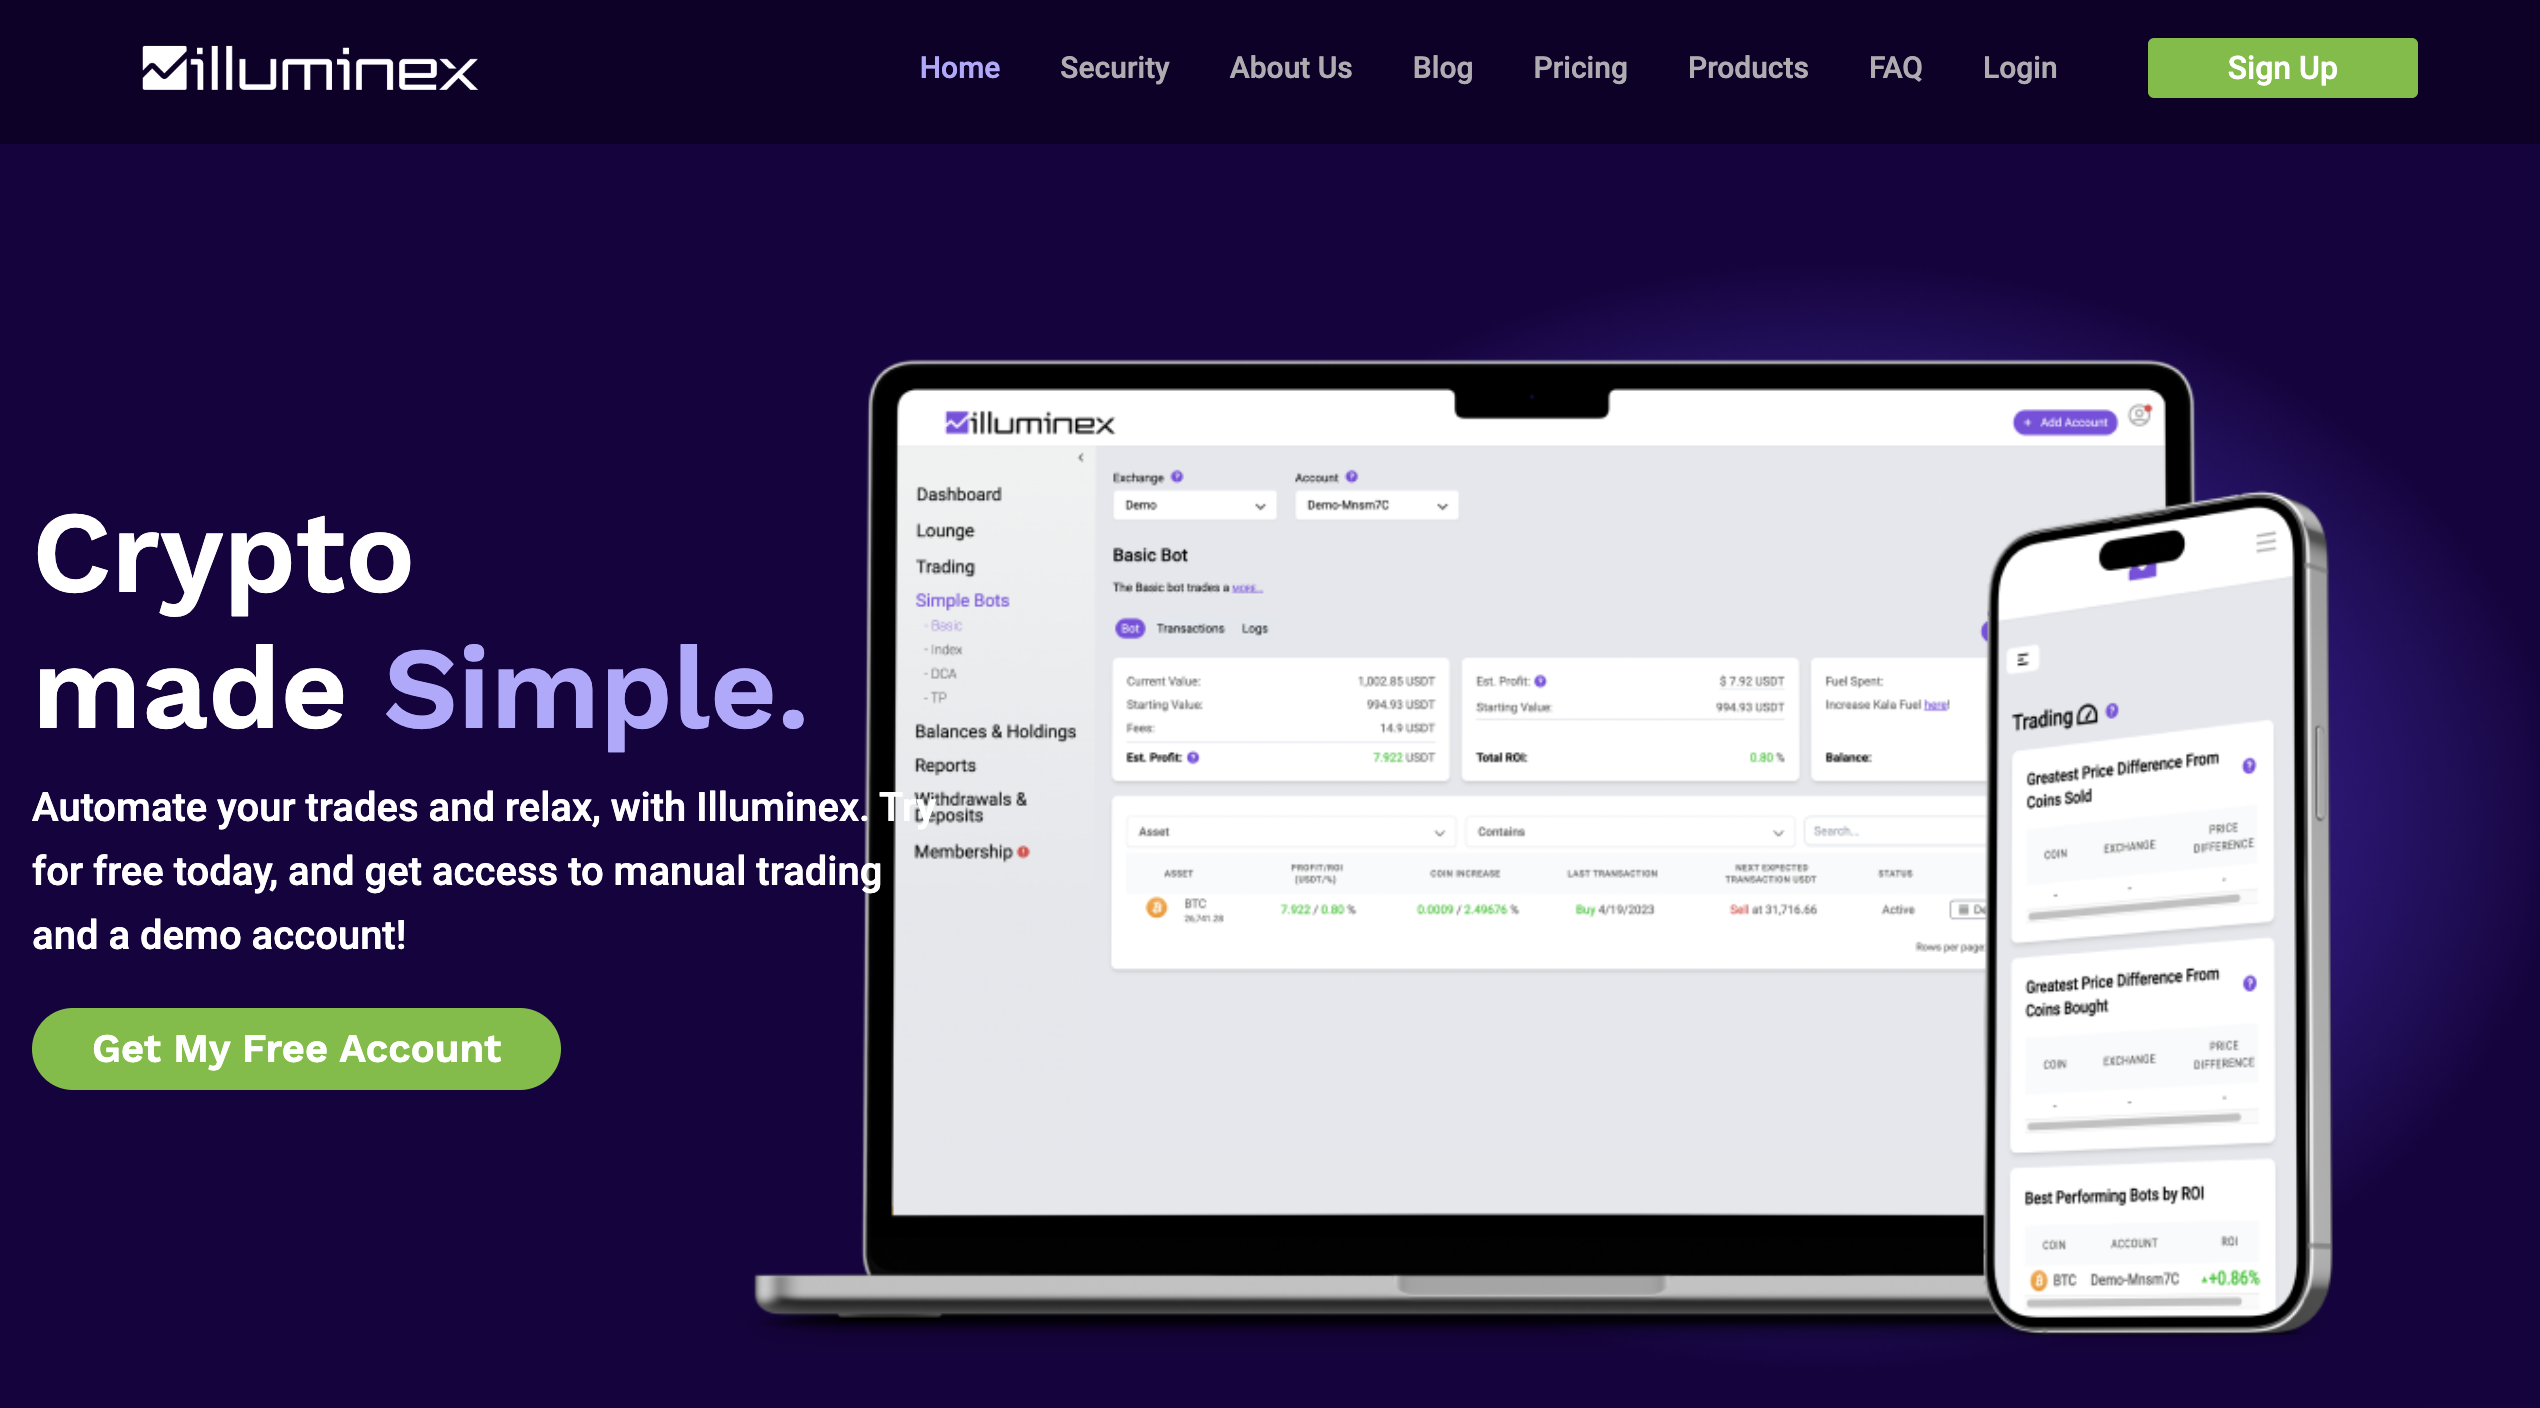 illuminex
Home Security About Us Blog Pricing Products FAQ Login Sign Up
Crypto
made Simple.
Automate your trades and relax, with Illuminex. Try
for free today, and get access to manual trading
and a demo account!
Get My Free Account
illuminex
+ Add Account
Dashboard
Lounge
Trading
Simple Bots
- Basic
- Index
- DCA
- TP
Balances & Holdings
Reports
Withdrawals &
Deposits
Membership
Exchange ? Account ?
Demo Demo-Mnsm7C
Basic Bot
The Basic bot trades a MORE...
Bot Transactions Logs
Current Value: 1,002.85 USDT
Starting Value: 994.93 USDT
Fees: 14.9 USDT
Est. Profit: ? 7.922 USDT
Est. Profit: ? $ 7.92 USDT
Starting Value: 994.93 USDT
Total ROI: 0.80 %
Fuel Spent:
Increase Kala Fuel here!
Balance:
Asset Contains Search...
ASSET PROFIT/ROI (USDT/%) COIN INCREASE LAST TRANSACTION NEXT EXPECTED TRANSACTION USDT STATUS
BTC 7.922 / 0.80 % 0.0009 / 2.49676 % Buy 4/19/2023 Sell at 31,716.66 Active De
26,741.28
Rows per page:
Trading ?
Greatest Price Difference From
Coins Sold ?
COIN EXCHANGE PRICE DIFFERENCE
- - -
Greatest Price Difference From
Coins Bought ?
COIN EXCHANGE PRICE DIFFERENCE
- - -
Best Performing Bots by ROI
COIN ACCOUNT ROI
BTC Demo-Mnsm7C +0.86%